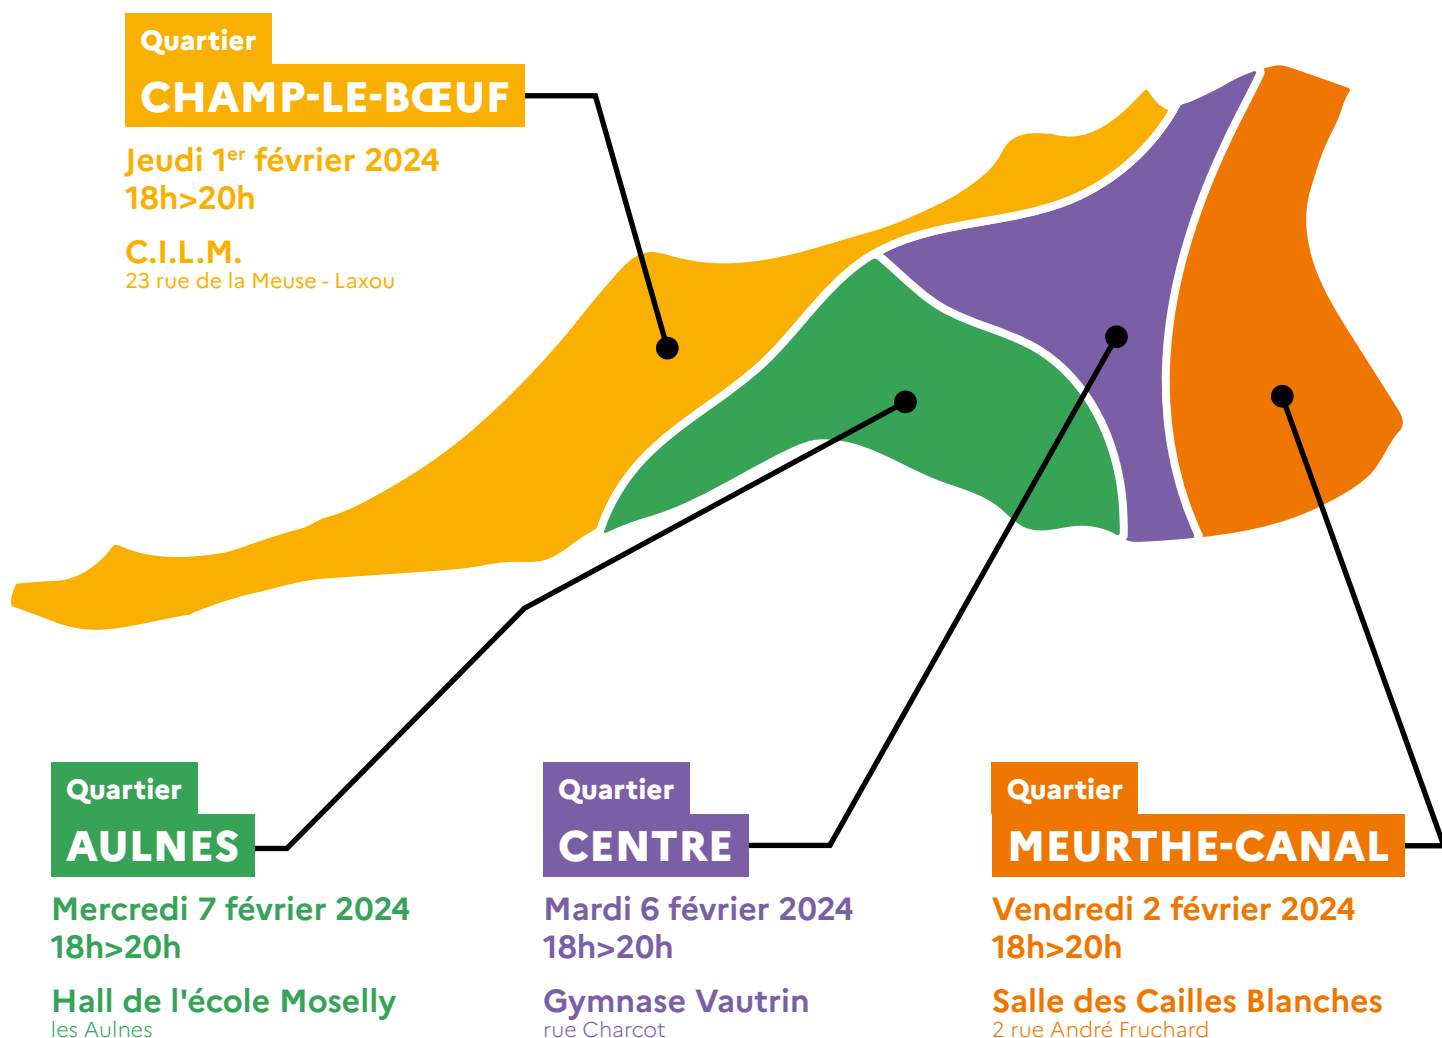 Quartier
CHAMP-LE-BŒUF
Jeudi 1er février 2024
18h>20h
C.I.L.M.
23 rue de la Meuse - Laxou
Quartier
AULNES
Mercredi 7 février 2024
18h>20h
Hall de l'école Moselly
les Aulnes
Quartier
CENTRE
Mardi 6 février 2024
18h>20h
Gymnase Vautrin
rue Charcot
Quartier
MEURTHE-CANAL
Vendredi 2 février 2024
18h>20h
Salle des Cailles Blanches
2 rue André Fruchard